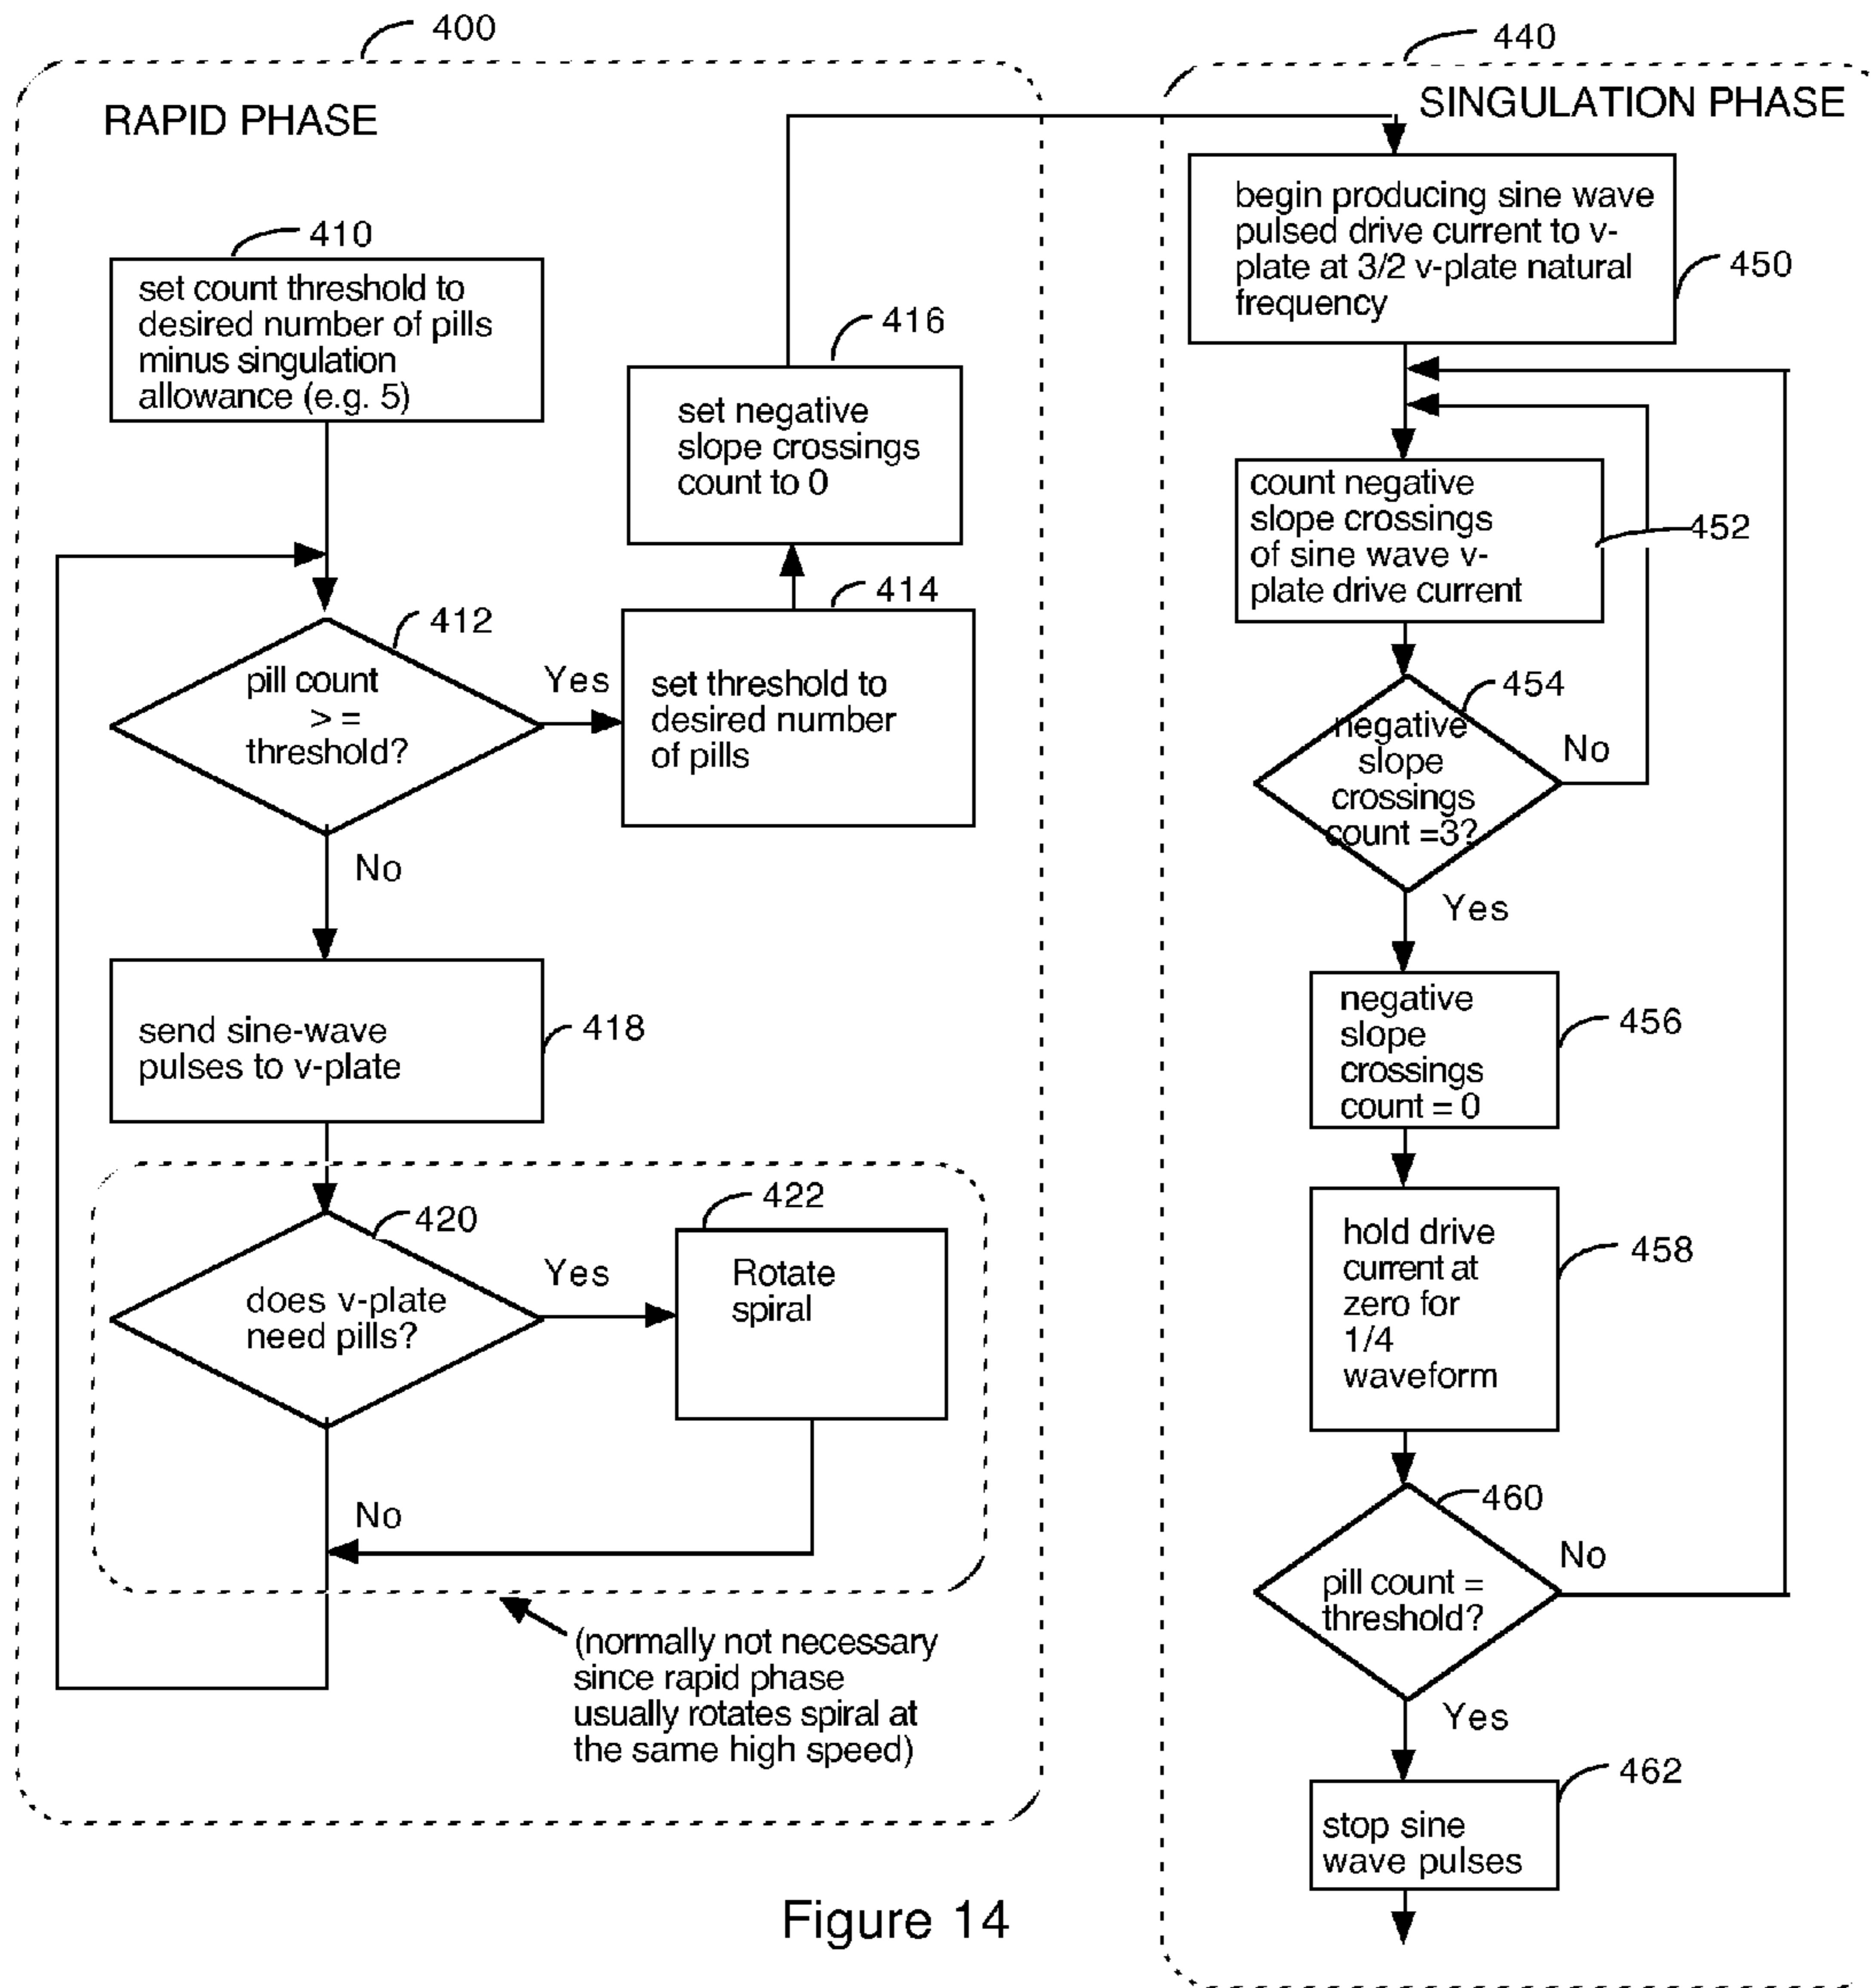 400
RAPID PHASE
410
set count threshold to
desired number of pills
minus singulation
allowance (e.g. 5)
416
set negative
slope crossings
count to 0
412
pill count
> =
threshold?
Yes
414
set threshold to
desired number
of pills
No
418
send sine-wave
pulses to v-plate
420
does v-plate
need pills?
Yes
422
Rotate
spiral
No
(normally not necessary
since rapid phase
usually rotates spiral at
the same high speed)
440
SINGULATION PHASE
begin producing sine wave
pulsed drive current to v-
plate at 3/2 v-plate natural
frequency
450
count negative
slope crossings
of sine wave v-
plate drive current
452
454
negative
slope
crossings
count =3?
No
Yes
negative
slope
crossings
count = 0
456
hold drive
current at
zero for
1/4
waveform
458
460
pill count =
threshold?
No
Yes
462
stop sine
wave pulses
Figure 14